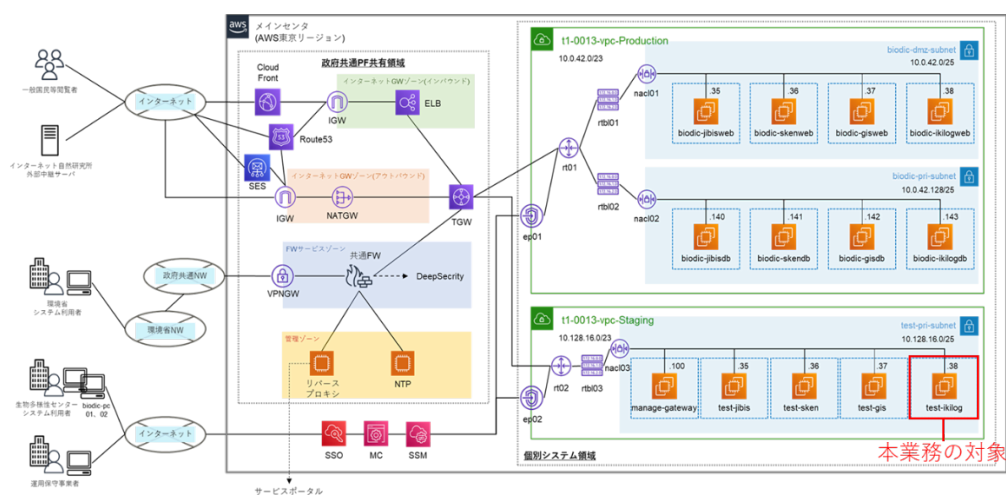 aws
メインセンタ
(AWS東京リージョン)
政府共通PF共有領域
インターネットGWゾーン(インバウンド)
Cloud
Front
IGW
ELB
Route53
SES
インターネットGWゾーン(アウトバウンド)
IGW
NATGW
TGW
FWサービスゾーン
共通FW
VPNGW
DeepSecrity
管理ゾーン
リバース
プロキシ
NTP
SSO
MC
SSM
サービスポータル
一般国民等閲覧者
インターネット
インターネット自然研究所
外部中継サーバ
政府共通NW
環境省
システム利用者
環境省NW
生物多様性センター
システム利用者
biodic-pc
01、02
インターネット
運用保守事業者
t1-0013-vpc-Production
10.0.42.0/23
biodic-dmz-subnet
10.0.42.0/25
nacl01
rtbl01
.35
.36
.37
.38
biodic-jibisweb
biodic-skenweb
biodic-gisweb
biodic-ikilogweb
rt01
ep01
biodic-pri-subnet
10.0.42.128/25
rtbl02
nacl02
.140
.141
.142
.143
biodic-jibisdb
biodic-skendb
biodic-gisdb
biodic-ikilogdb
t1-0013-vpc-Staging
10.128.16.0/23
test-pri-subnet
10.128.16.0/25
rt02
rtbl03
nacl03
ep02
.100
.35
.36
.37
.38
manage-gateway
test-jibis
test-sken
test-gis
test-ikilog
個別システム領域
本業務の対象